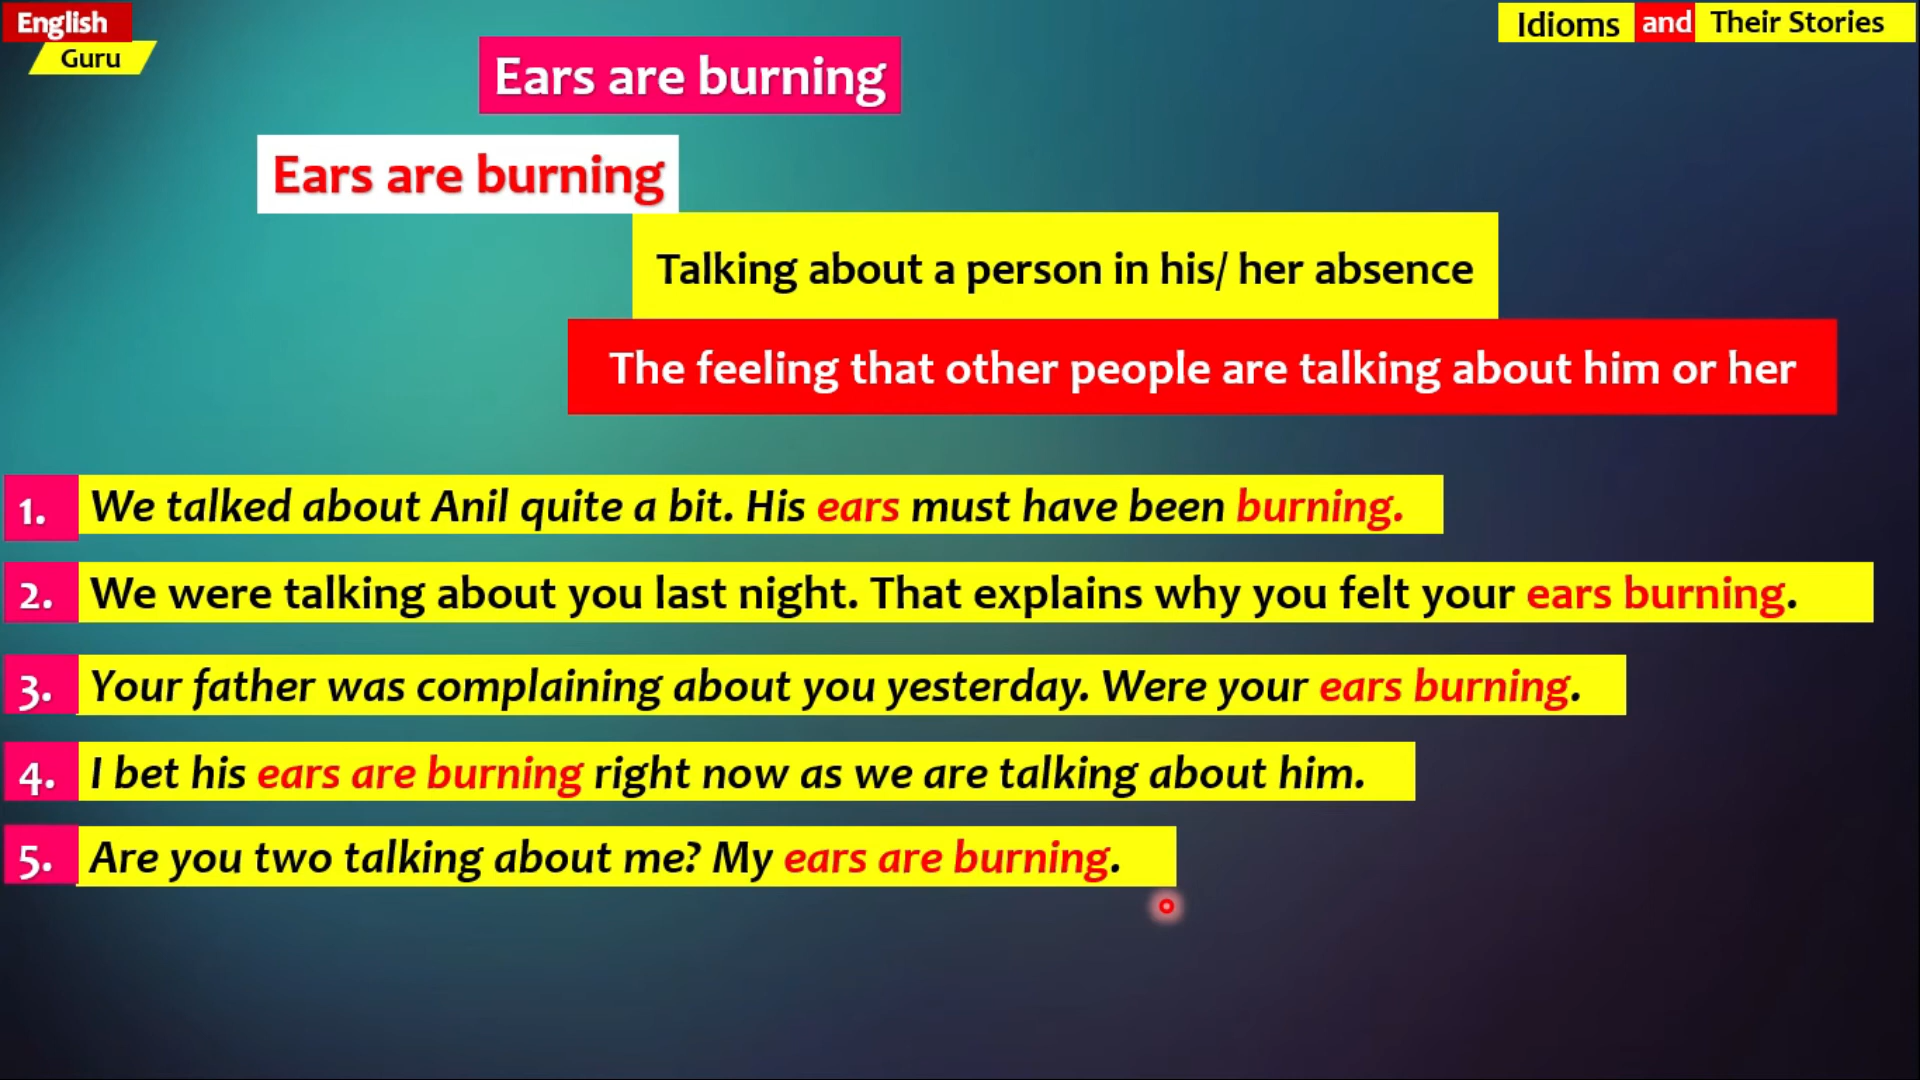 English
Guru
Idioms and Their Stories
Ears are burning
Ears are burning
Talking about a person in his/ her absence
The feeling that other people are talking about him or her
1. We talked about Anil quite a bit. His ears must have been burning.
2. We were talking about you last night. That explains why you felt your ears burning.
3. Your father was complaining about you yesterday. Were your ears burning.
4. I bet his ears are burning right now as we are talking about him.
5. Are you two talking about me? My ears are burning.